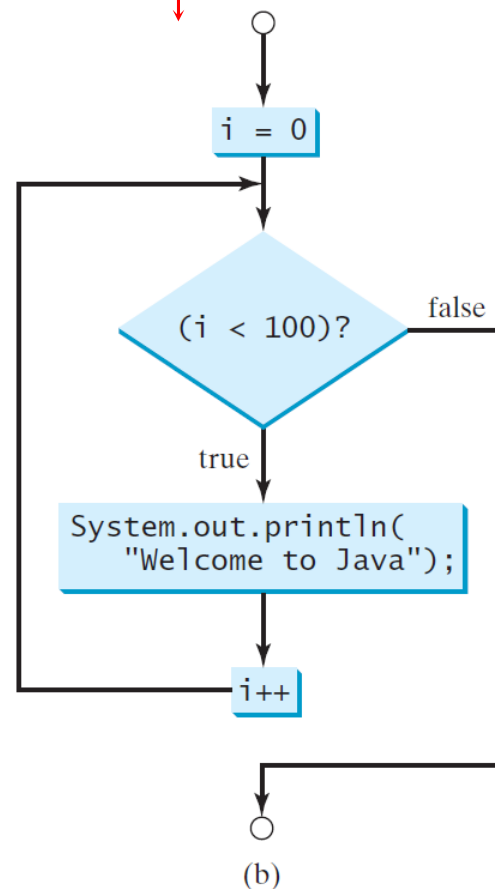 i = 0
(i < 100)?
false
true
System.out.println(
"Welcome to Java");
i++
(b)